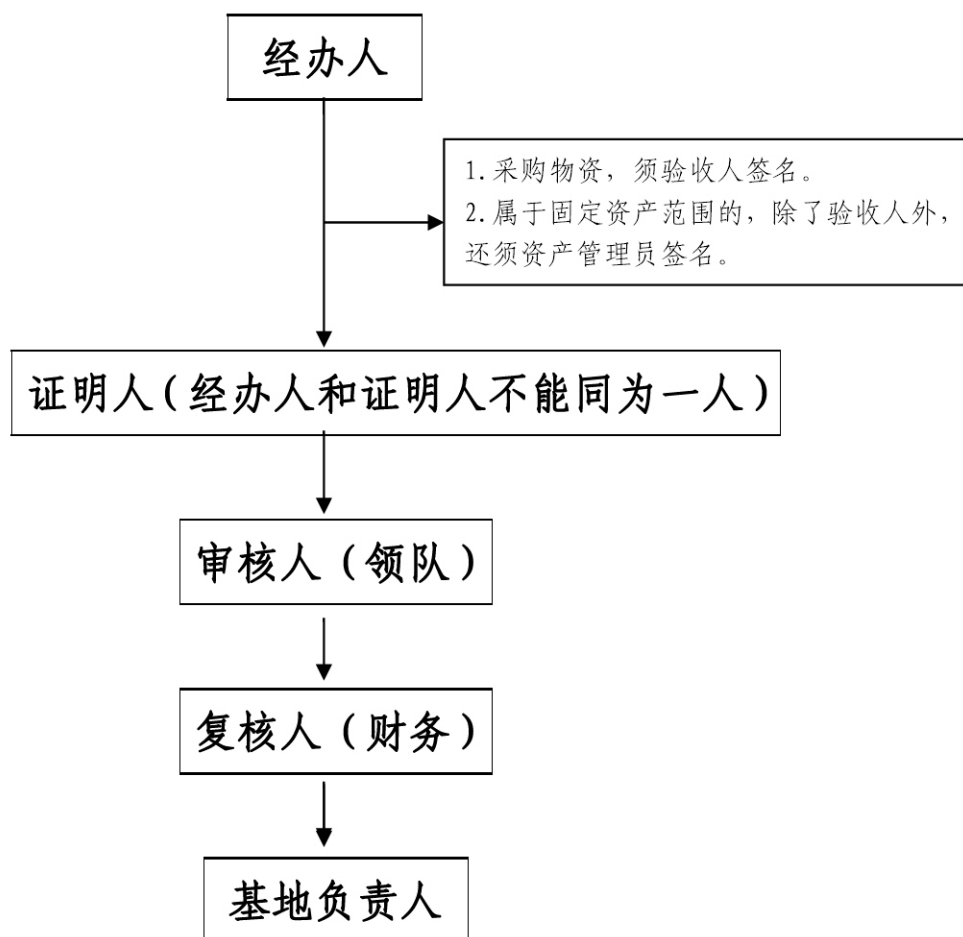 经办人
1.采购物资，须验收人签名。
2.属于固定资产范围的，除了验收人外，
还须资产管理员签名。
证明人（经办人和证明人不能同为一人）
审核人（领队）
复核人（财务）
基地负责人